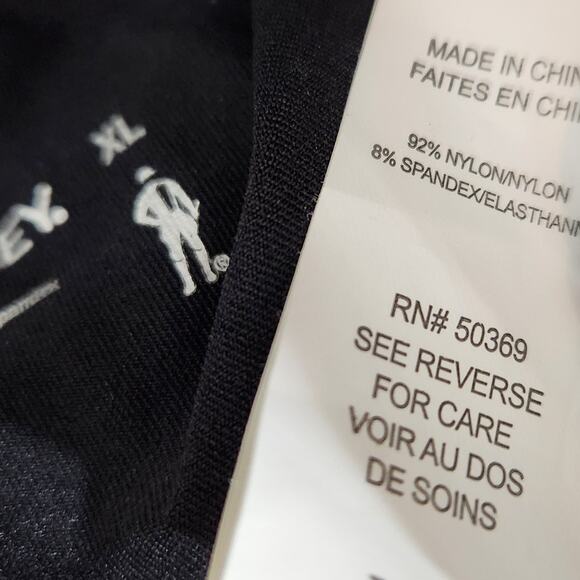 XL
EY.
MADE IN CHIN
FAITES EN CHI
92% NYLON/NYLON
8% SPANDEX/ELASTHANN
RN# 50369
SEE REVERSE
FOR CARE
VOIR AU DOS
DE SOINS